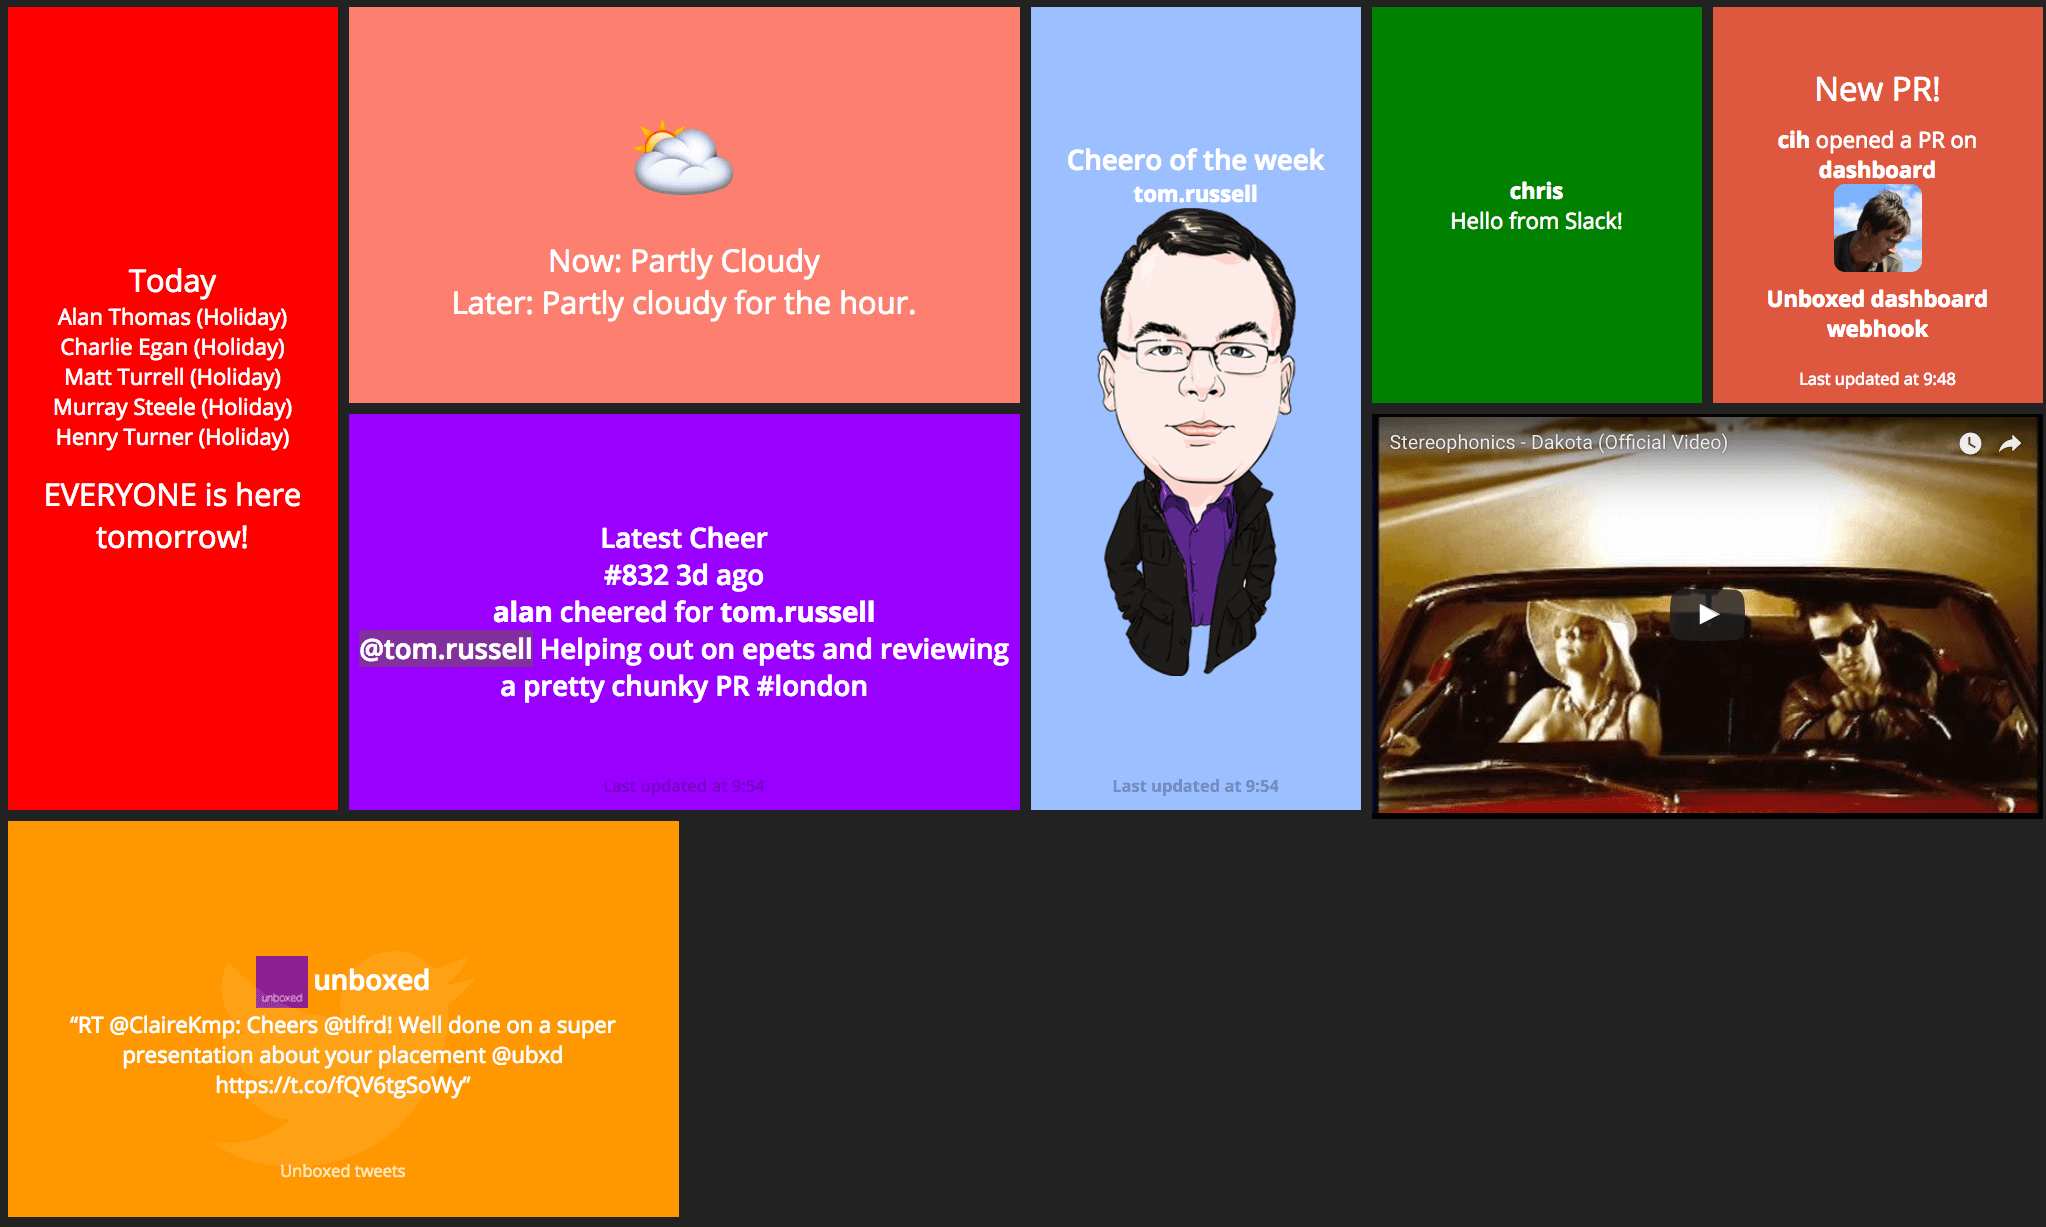 Today
Alan Thomas (Holiday)
Charlie Egan (Holiday)
Matt Turrell (Holiday)
Murray Steele (Holiday)
Henry Turner (Holiday)
EVERYONE is here
tomorrow!
Now: Partly Cloudy
Later: Partly cloudy for the hour.
Latest Cheer
#832 3d ago
alan cheered for tom.russell
@tom.russell Helping out on epets and reviewing
a pretty chunky PR #london
Last updated at 9:54
Cheero of the week
tom.russell
Last updated at 9:54
chris
Hello from Slack!
New PR!
cih opened a PR on
dashboard
Unboxed dashboard
webhook
Last updated at 9:48
Stereophonics - Dakota (Official Video)
unboxed
unboxed
“RT @ClaireKmp: Cheers @tlfrd! Well done on a super
presentation about your placement @ubxd
https://t.co/fQV6tgSoWy”
Unboxed tweets